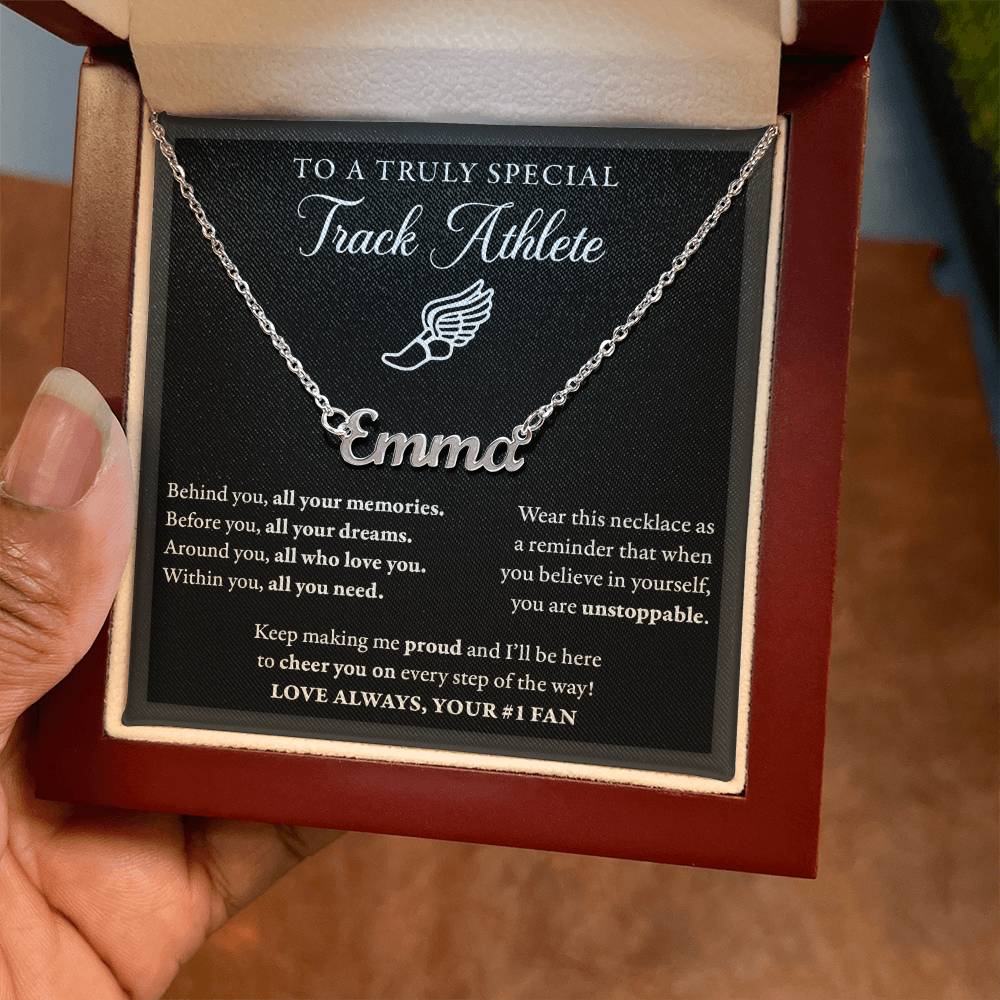 TO A TRULY SPECIAL
Track Athlete
Emma
Behind you, all your memories.
Before you, all your dreams.
Around you, all who love you.
Within you, all you need.
Wear this necklace as
a reminder that when
you believe in yourself,
you are unstoppable.
Keep making me proud and I'll be here
to cheer you on every step of the way!
LOVE ALWAYS, YOUR #1 FAN